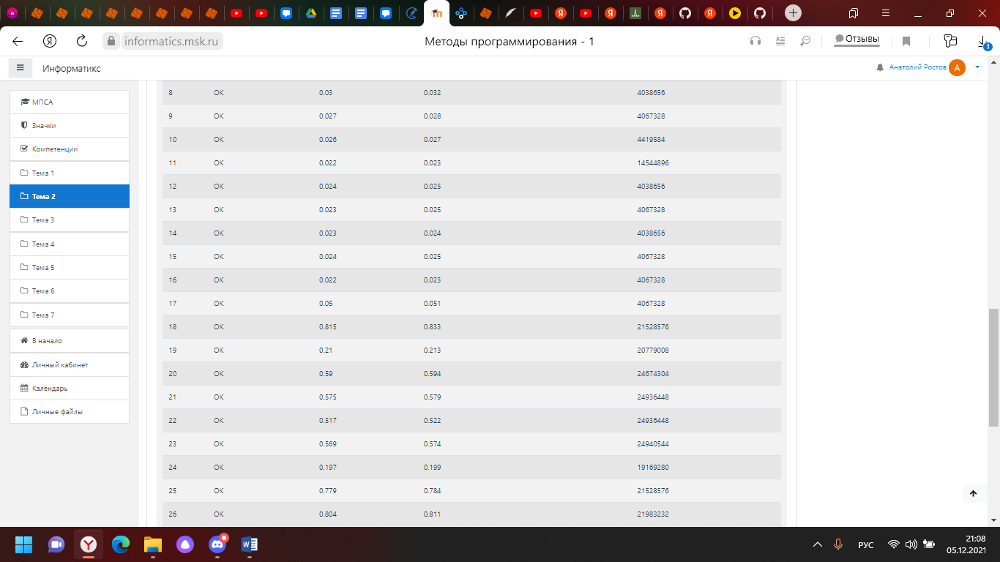 informatics.msk.ru
Методы программирования - 1
Отзывы
1
Информатикс
Анатолий Ростов
А
МПСА
Значки
Компетенции
Тема 1
Тема 2
Тема 3
Тема 4
Тема 5
Тема 6
Тема 7
В начало
Личный кабинет
Календарь
Личные файлы
8 OK 0.03 0.032 4038656
9 OK 0.027 0.028 4067328
10 OK 0.026 0.027 4419584
11 OK 0.022 0.023 14544896
12 OK 0.024 0.025 4038656
13 OK 0.023 0.025 4067328
14 OK 0.023 0.024 4038656
15 OK 0.024 0.025 4067328
16 OK 0.022 0.023 4067328
17 OK 0.05 0.051 4067328
18 OK 0.815 0.833 21528576
19 OK 0.21 0.213 20779008
20 OK 0.59 0.594 24674304
21 OK 0.575 0.579 24936448
22 OK 0.517 0.522 24936448
23 OK 0.569 0.574 24940544
24 OK 0.197 0.199 19169280
25 OK 0.779 0.784 21528576
26 OK 0.804 0.811 21983232
РУС
21:08
05.12.2021